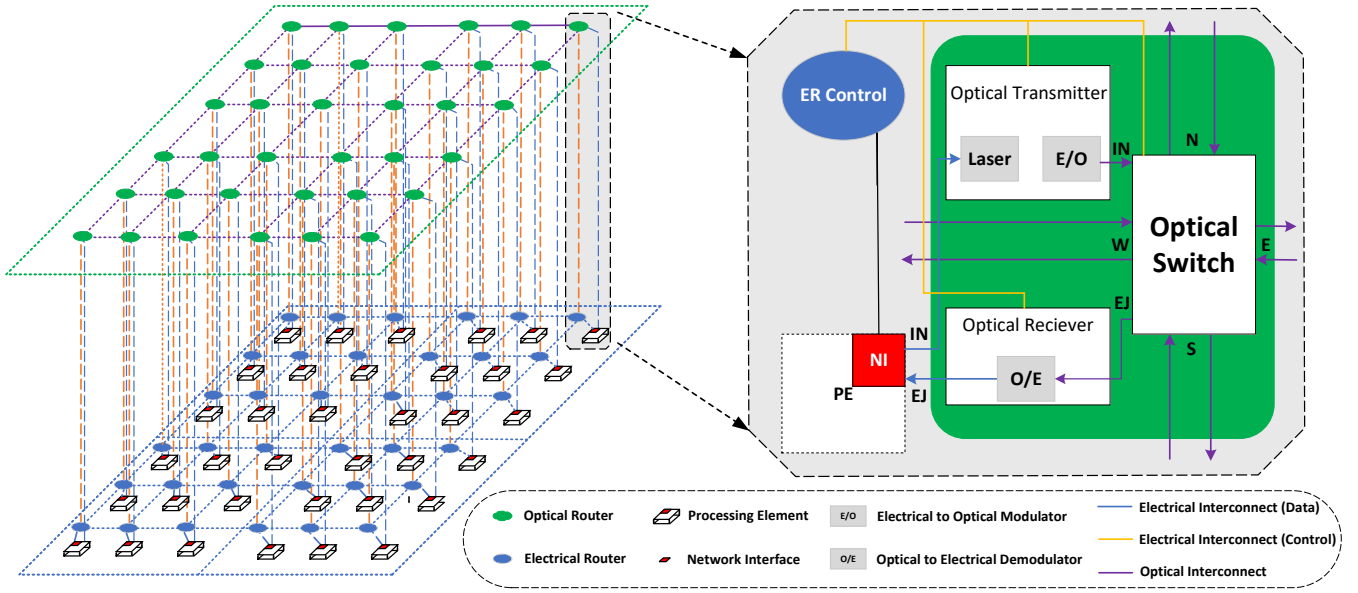 ER Control
Optical Transmitter
Laser
E/O
IN
N
Optical
Switch
W
E
EJ
Optical Reciever
S
IN
NI
O/E
PE
EJ
Optical Router
Processing Element
E/O
Electrical to Optical Modulator
Electrical Interconnect (Data)
Electrical Interconnect (Control)
Electrical Router
Network Interface
O/E
Optical to Electrical Demodulator
Optical Interconnect